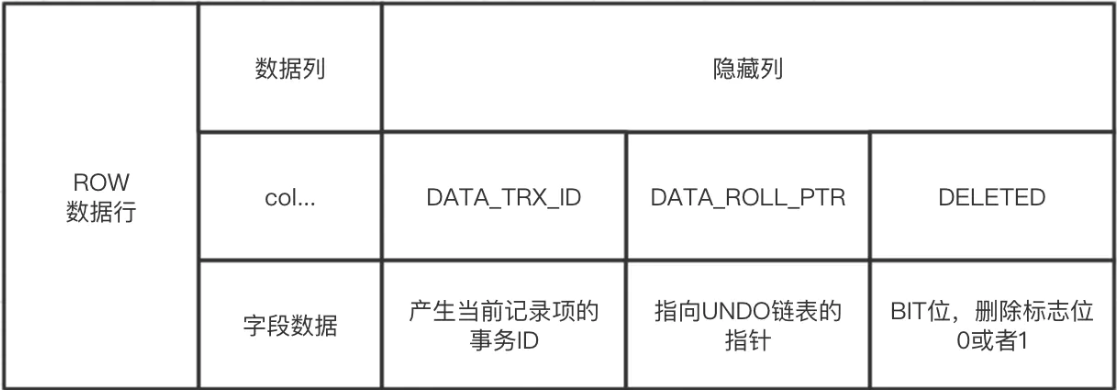 数据列
隐藏列
ROW
数据行
col...
DATA_TRX_ID
DATA_ROLL_PTR
DELETED
字段数据
产生当前记录项的
事务ID
指向UNDO链表的
指针
BIT位，删除标志位
0或者1